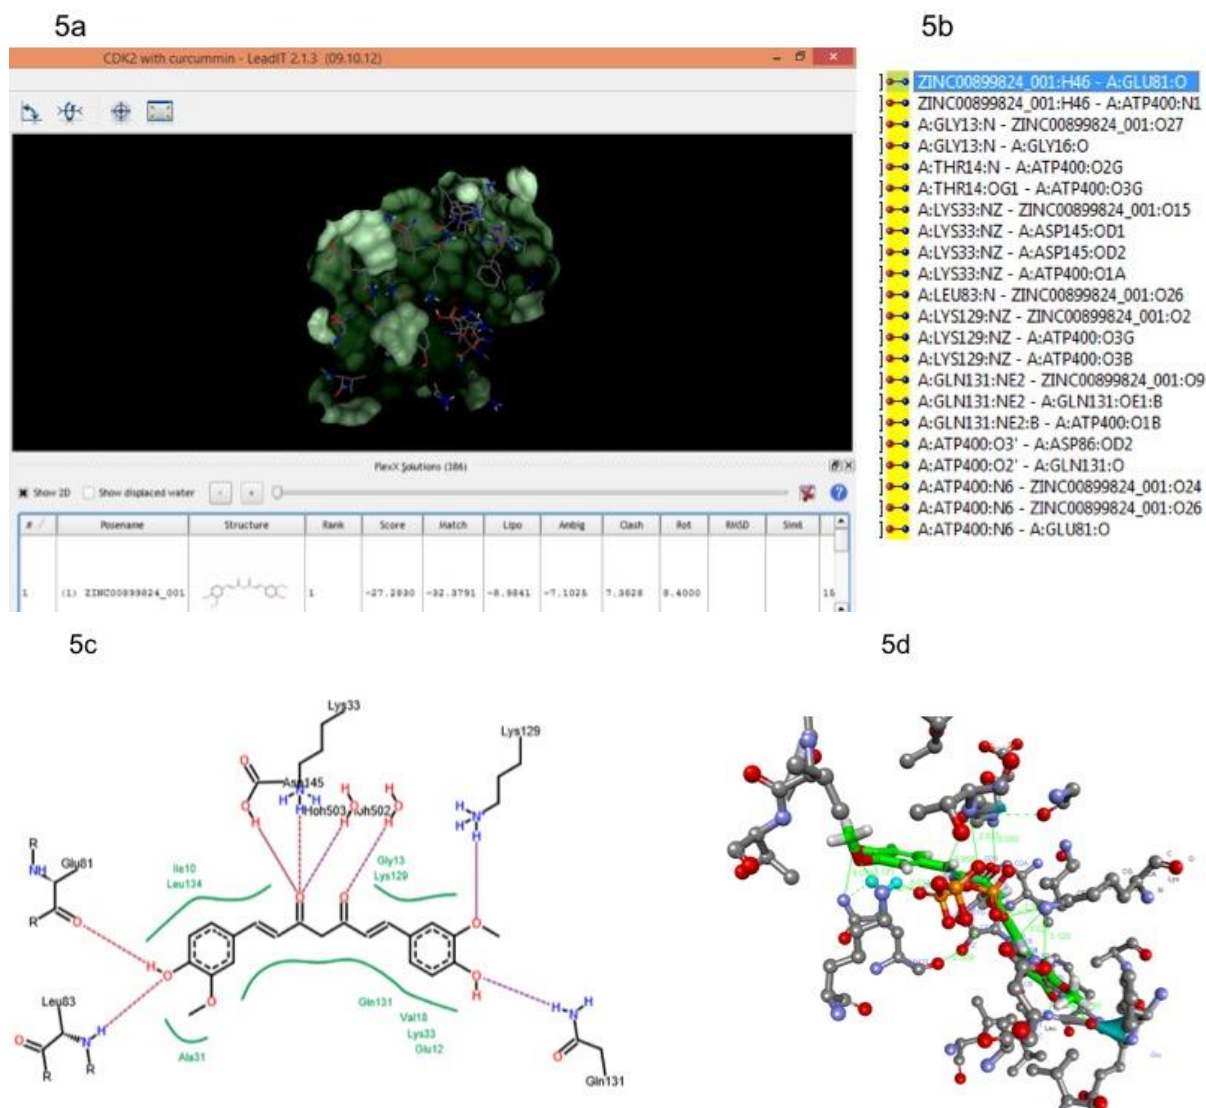 5a
5b
CDK2 with curcummin - LeadIT 2.1.3 (09.10.12)
FlexX Solutions (386)
Show 2D
Show displaced water
# / Posename Structure Rank Score Match Lipo Ambig Clash Rot RMSD Simil
1 (1) ZINC00899824_001 1 -27.2830 -32.3791 -8.9841 -7.1025 7.3828 8.4000
ZINC00899824_001:H46 - A:GLU81:O
ZINC00899824_001:H46 - A:ATP400:N1
A:GLY13:N - ZINC00899824_001:O27
A:GLY13:N - A:GLY16:O
A:THR14:N - A:ATP400:O2G
A:THR14:OG1 - A:ATP400:O3G
A:LYS33:NZ - ZINC00899824_001:O15
A:LYS33:NZ - A:ASP145:OD1
A:LYS33:NZ - A:ASP145:OD2
A:LYS33:NZ - A:ATP400:O1A
A:LEU83:N - ZINC00899824_001:O26
A:LYS129:NZ - ZINC00899824_001:O2
A:LYS129:NZ - A:ATP400:O3G
A:LYS129:NZ - A:ATP400:O3B
A:GLN131:NE2 - ZINC00899824_001:O9
A:GLN131:NE2 - A:GLN131:OE1:B
A:GLN131:NE2:B - A:ATP400:O1B
A:ATP400:O3' - A:ASP86:OD2
A:ATP400:O2' - A:GLN131:O
A:ATP400:N6 - ZINC00899824_001:O24
A:ATP400:N6 - ZINC00899824_001:O26
A:ATP400:N6 - A:GLU81:O
5c
5d
Lys33
Lys129
Hoh503
Glu81
Ile10
Leu134
Gly13
Lys129
Leu83
Ala31
Gln131
Val18
Lys33
Glu12
Gln131
Lys
Leu
Glu